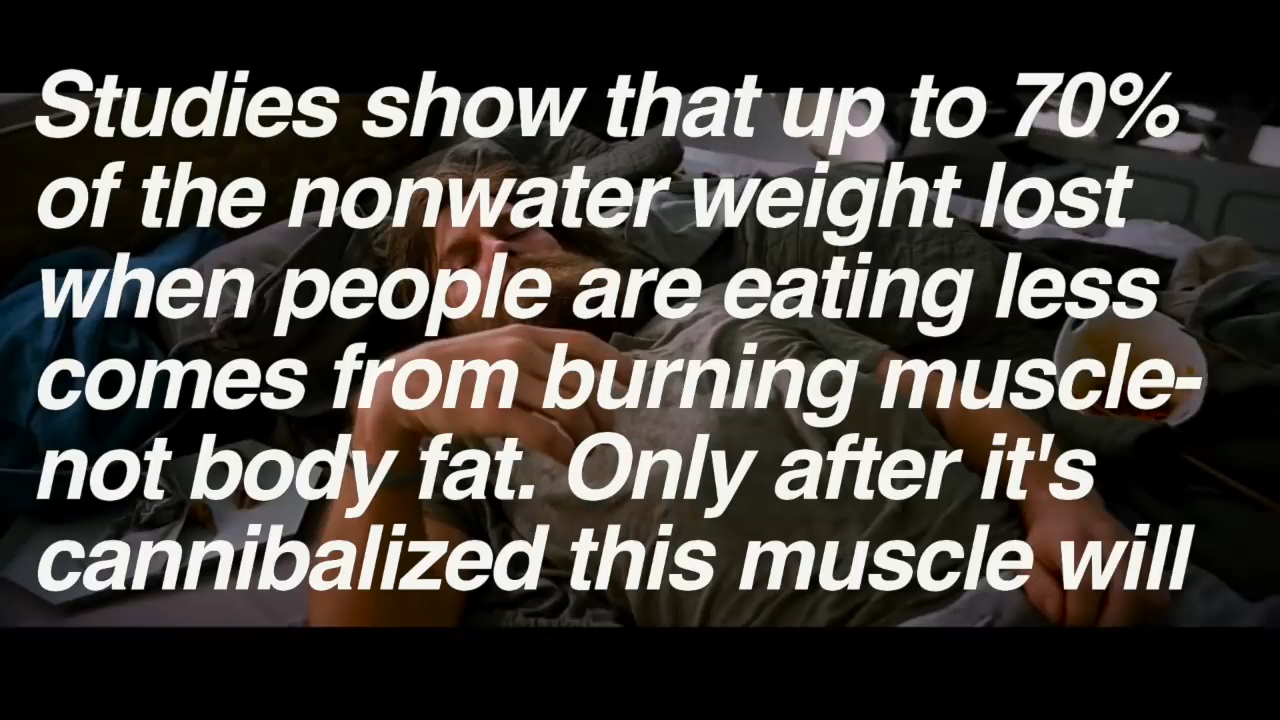 Studies show that up to 70%
of the nonwater weight lost
when people are eating less
comes from burning muscle-
not body fat. Only after it's
cannibalized this muscle will